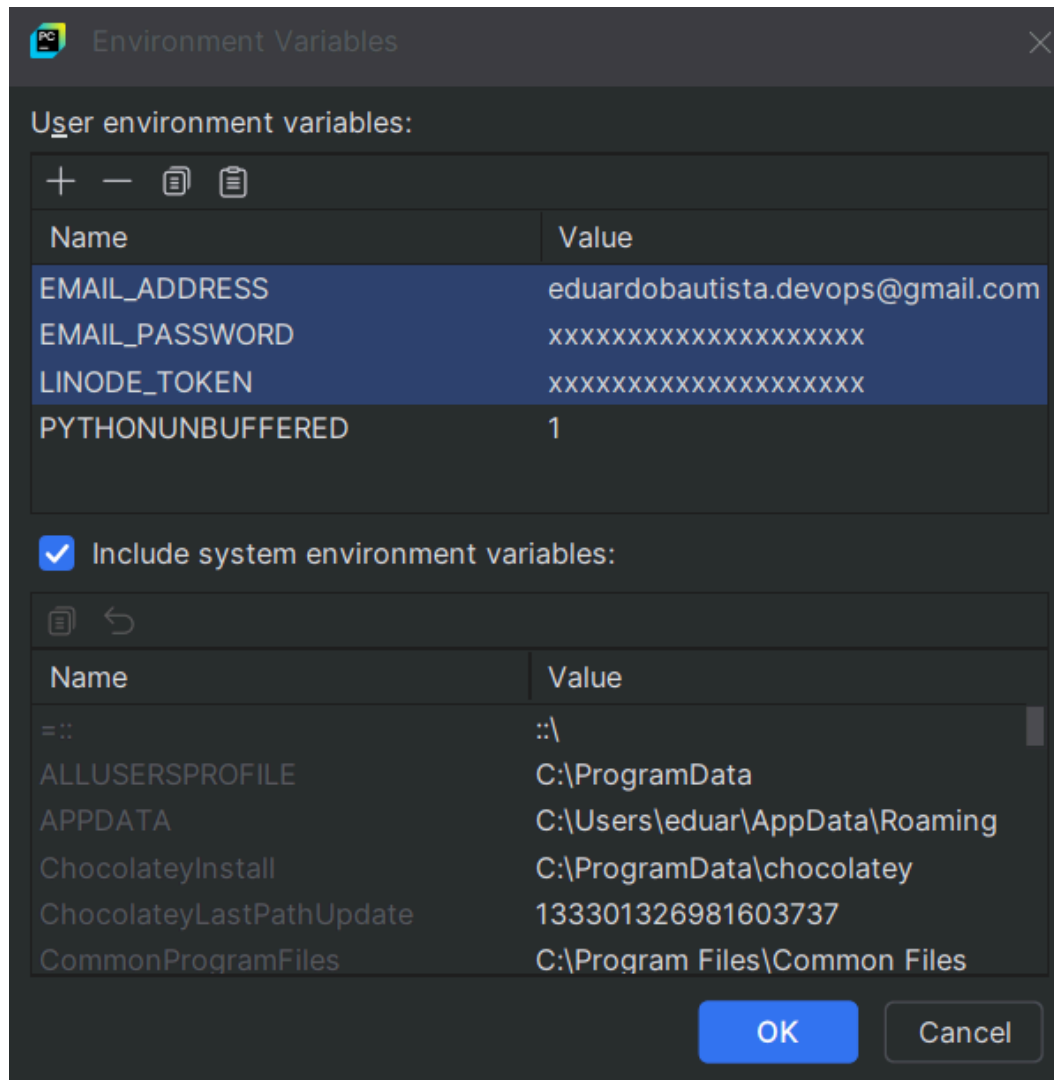 PC
Environment Variables
User environment variables:
Name Value
EMAIL_ADDRESS eduardobautista.devops@gmail.com
EMAIL_PASSWORD xxxxxxxxxxxxxxxxxxxx
LINODE_TOKEN xxxxxxxxxxxxxxxxxxxx
PYTHONUNBUFFERED 1
Include system environment variables:
Name Value
=:: ::\
ALLUSERSPROFILE C:\ProgramData
APPDATA C:\Users\eduar\AppData\Roaming
ChocolateyInstall C:\ProgramData\chocolatey
ChocolateyLastPathUpdate 133301326981603737
CommonProgramFiles C:\Program Files\Common Files
OK Cancel